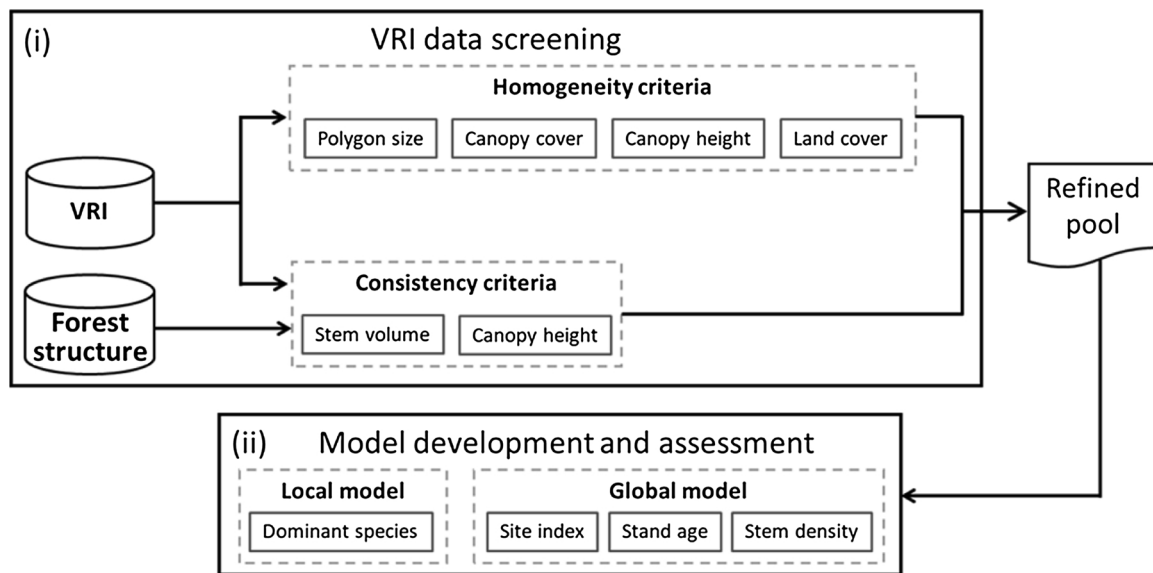 (i)
VRI data screening
Homogeneity criteria
Polygon size
Canopy cover
Canopy height
Land cover
VRI
Refined
pool
Consistency criteria
Forest
structure
Stem volume
Canopy height
(ii)
Model development and assessment
Local model
Global model
Dominant species
Site index
Stand age
Stem density